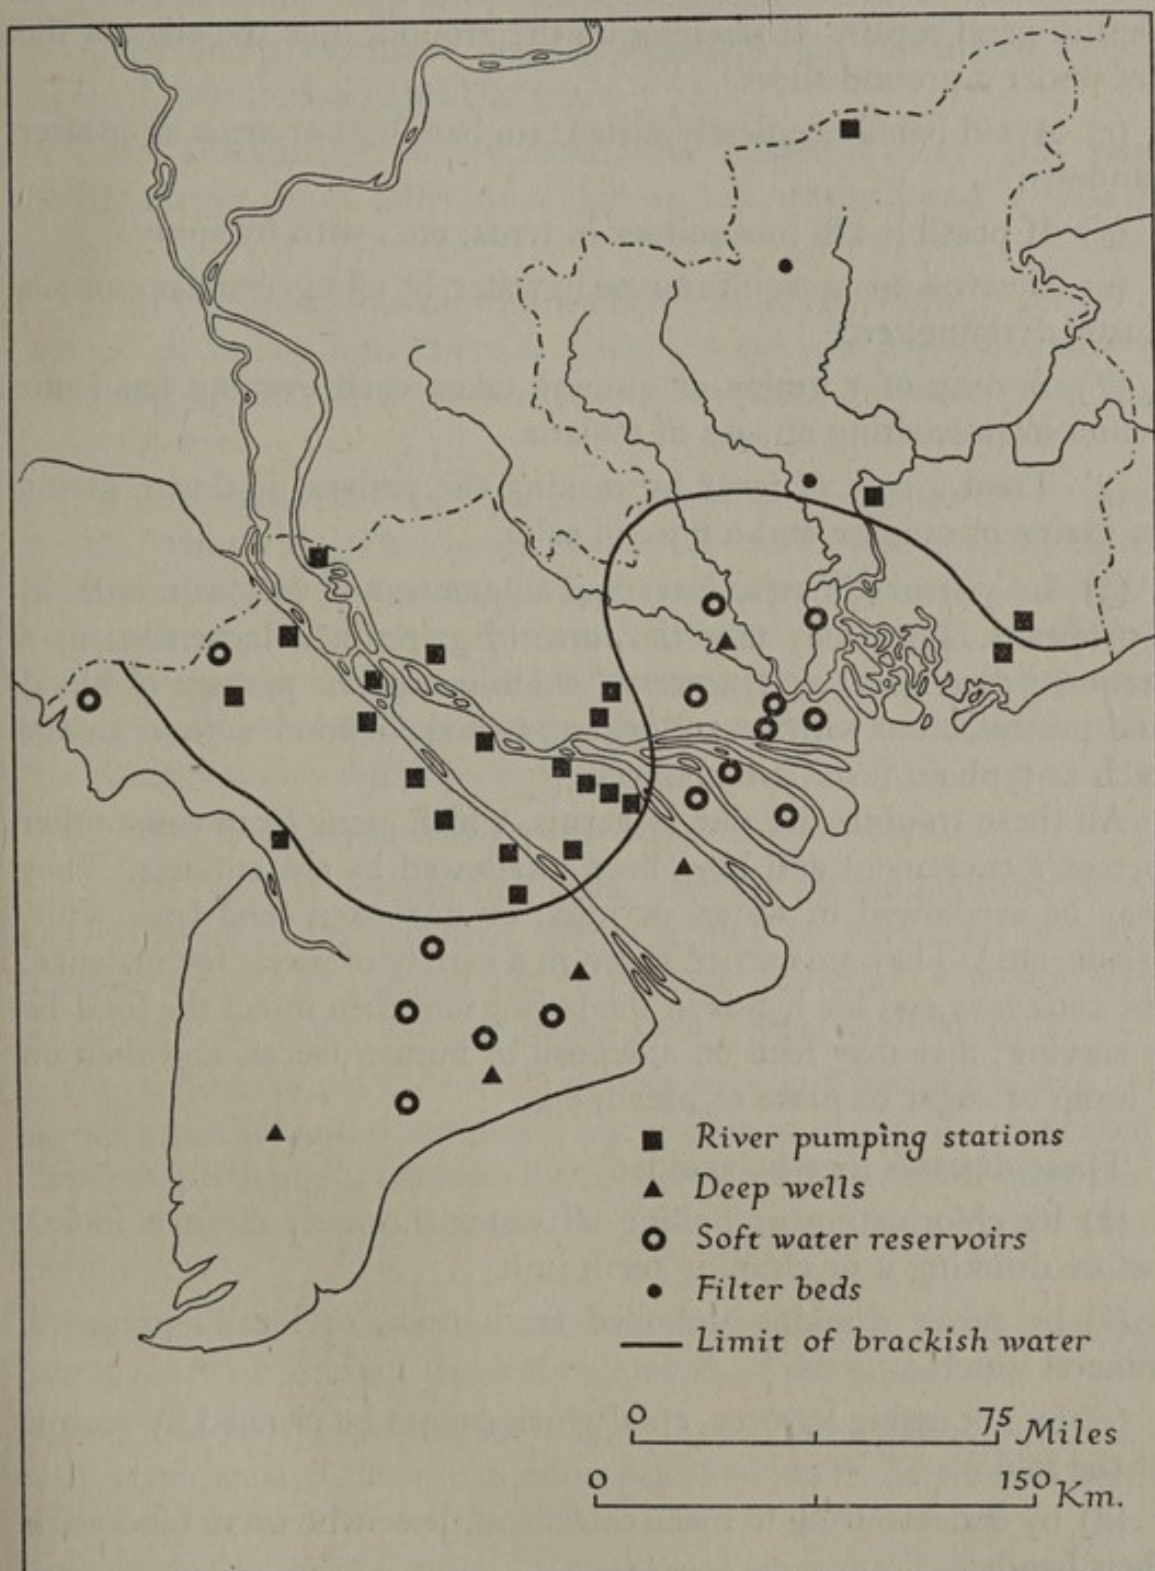 River pumping stations
Deep wells
Soft water reservoirs
Filter beds
Limit of brackish water
0 75 Miles
0 150 Km.